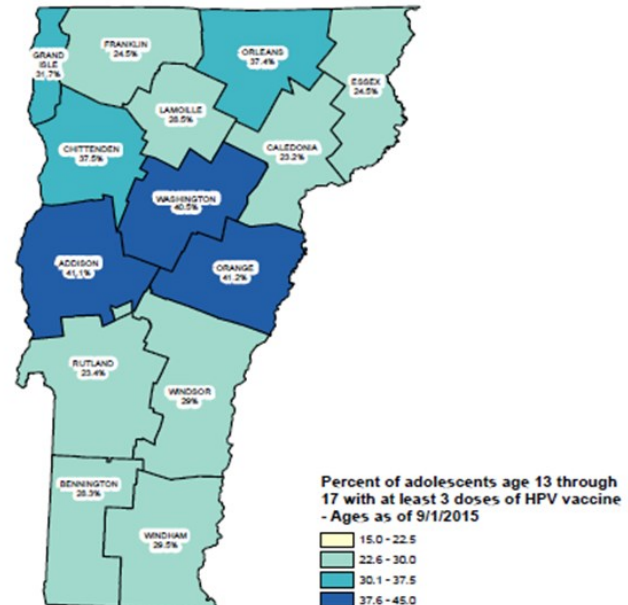 FRANKLIN
24.5%
ORLEANS
37.4%
GRAND
ISLE
31.7%
ESSEX
24.5%
LAMOILLE
28.5%
CHITTENDEN
37.5%
CALEDONIA
23.2%
WASHINGTON
40.5%
ADDISON
41.1%
ORANGE
41.2%
RUTLAND
23.4%
WINDSOR
29%
BENNINGTON
28.3%
WINDHAM
29.5%
Percent of adolescents age 13 through
17 with at least 3 doses of HPV vaccine
- Ages as of 9/1/2015
15.0 - 22.5
22.6 - 30.0
30.1 - 37.5
37.6 - 45.0